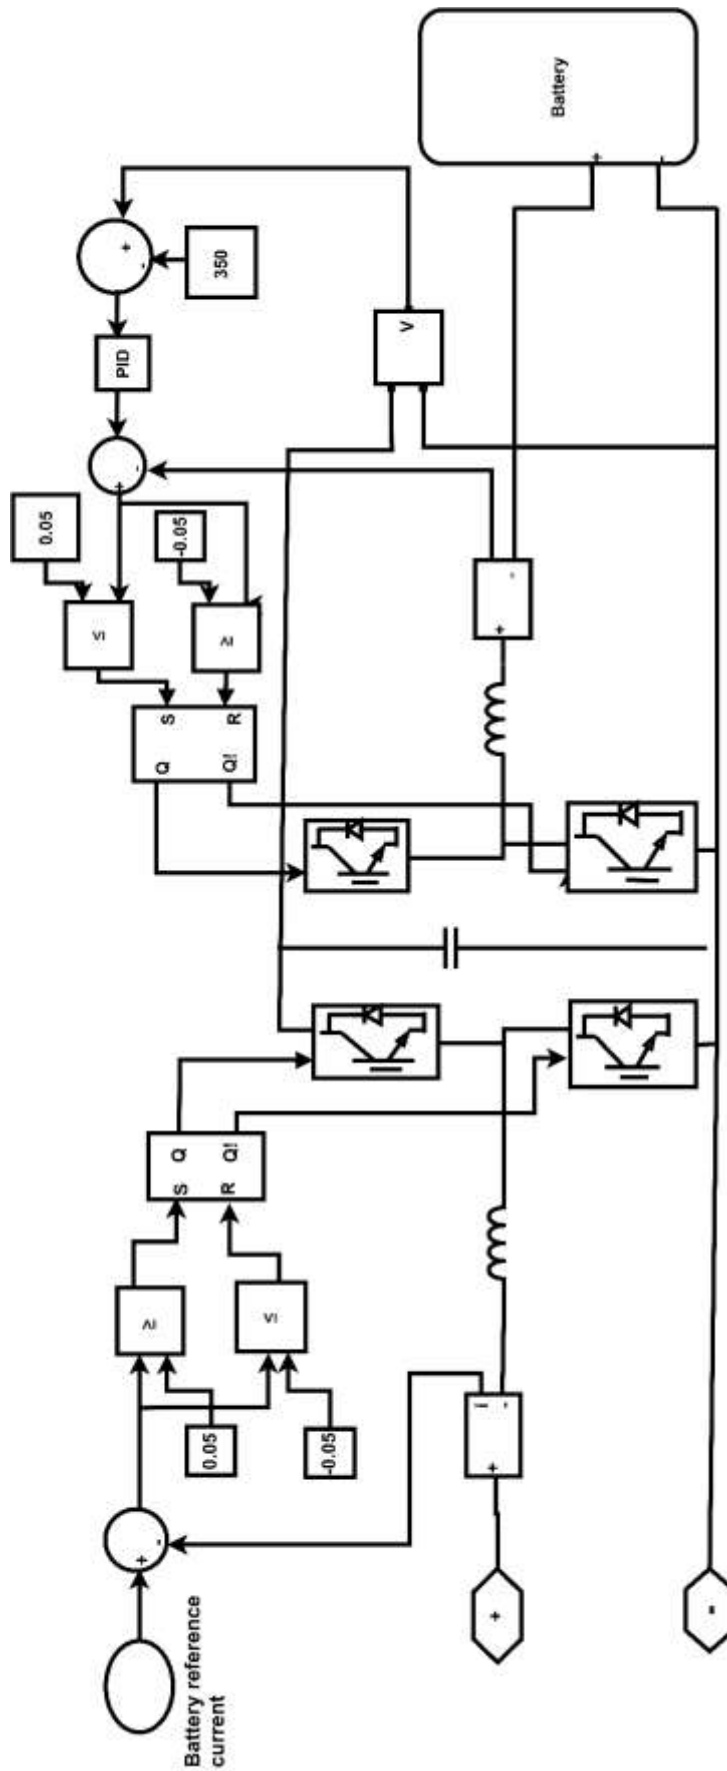 Battery reference
current
+
-
0.05
-0.05
≥
≤
S
R
Q
Q!
+
-
i
+
=
Q
Q!
S
R
≤
≥
0.05
-0.05
+
-
PID
350
+
-
V
+
-
Battery
+
-